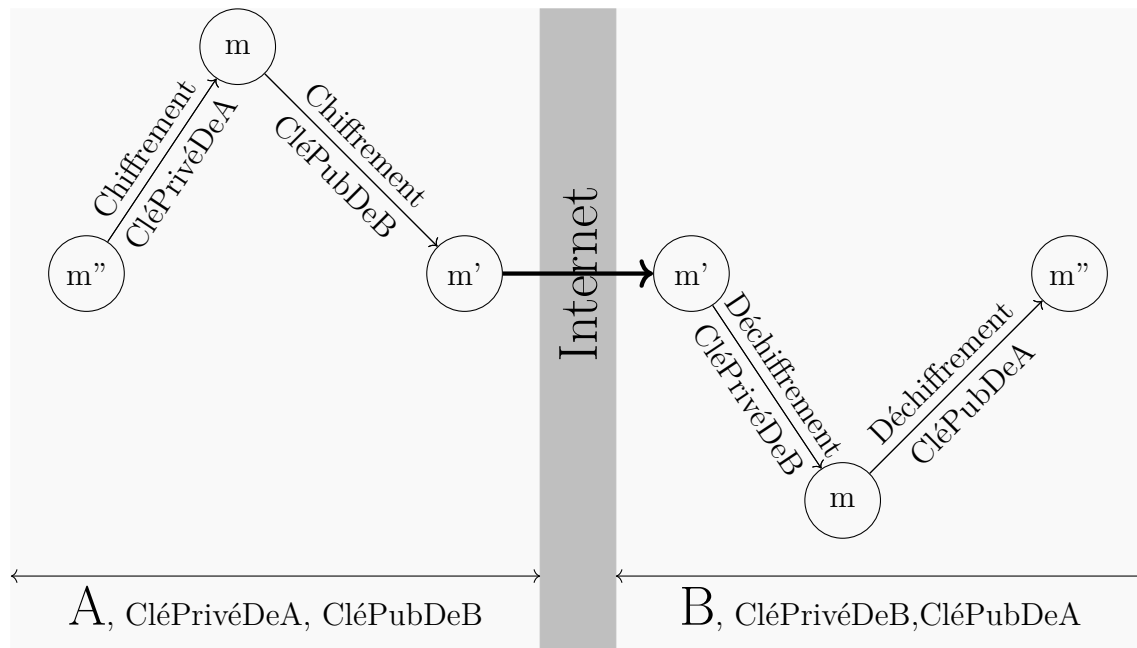 m
Chiffrement
CléPrivéDeA
Chiffrement
CléPubDeB
m”
m'
Internet
m'
m”
Déchiffrement
CléPrivéDeB
Déchiffrement
CléPubDeA
m
A, CléPrivéDeA, CléPubDeB
B, CléPrivéDeB,CléPubDeA